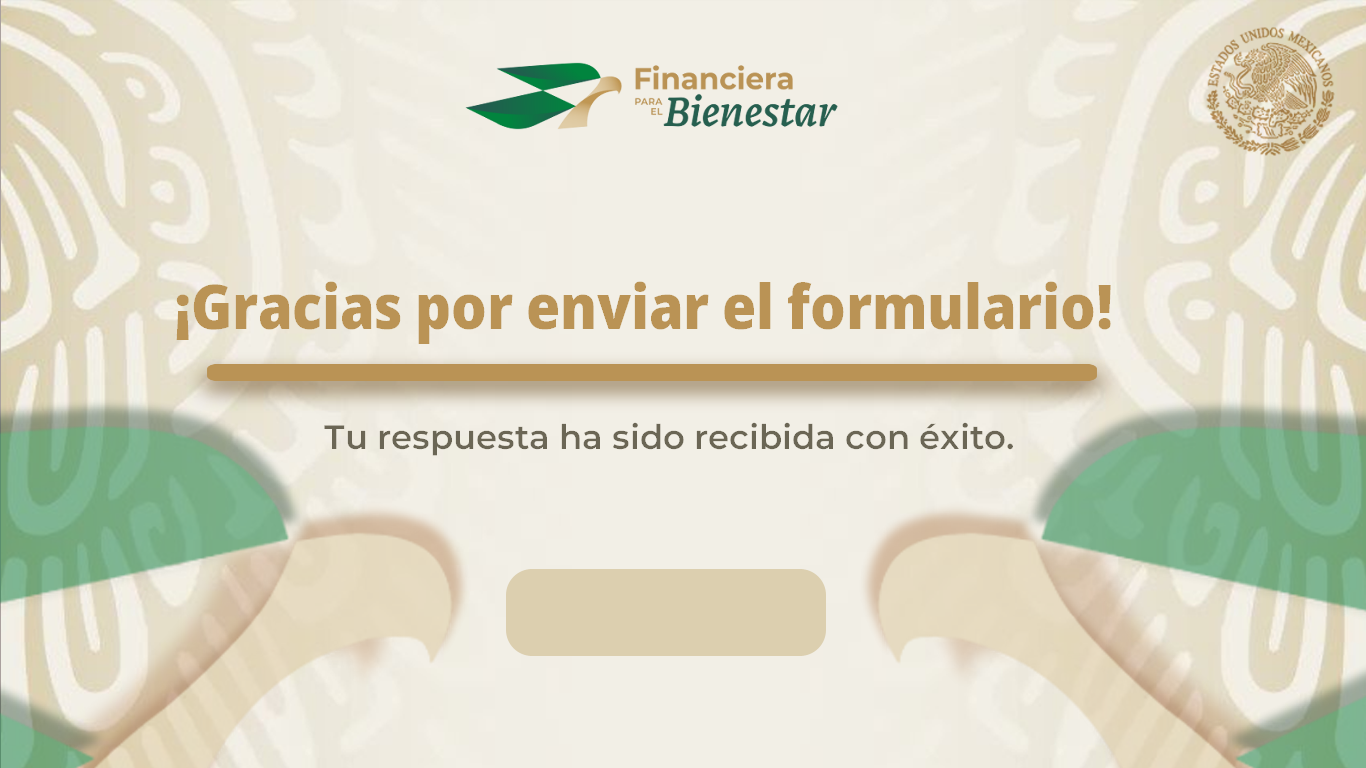 Financiera
PARA
EL
Bienestar
ESTADOS UNIDOS MEXICANOS
¡Gracias por enviar el formulario!
Tu respuesta ha sido recibida con éxito.